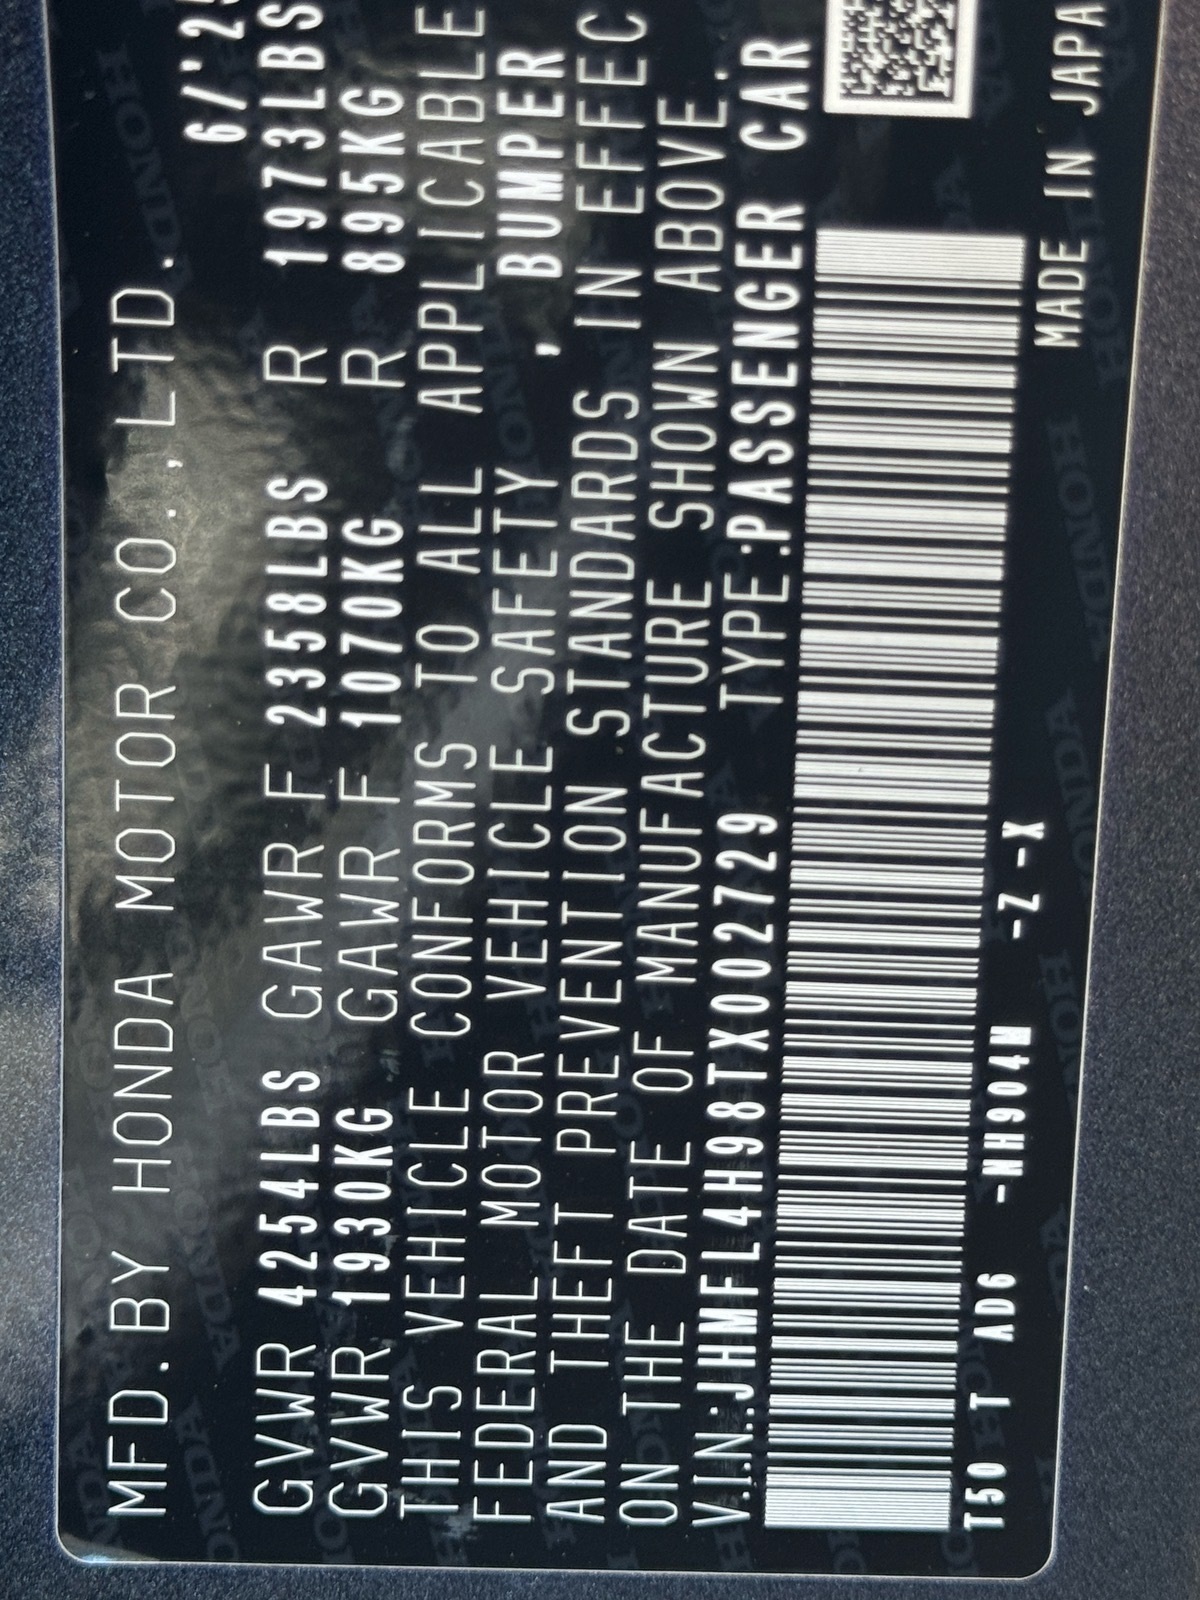 MFD. BY HONDA MOTOR CO., LTD. 6/'25
GVWR 4254LBS GAWR F 2358LBS R 1973LBS
GVWR 1930KG GAWR F 1070KG R 895KG
THIS VEHICLE CONFORMS TO ALL APPLICABLE
FEDERAL MOTOR VEHICLE SAFETY , BUMPER
AND THEFT PREVENTION STANDARDS IN EFFEC
ON THE DATE OF MANUFACTURE SHOWN ABOVE.
V.I.N.:JHMFL4H98TX002729 TYPE:PASSENGER CAR
T50 T AD6 -NH904M -Z-X
MADE IN JAPA